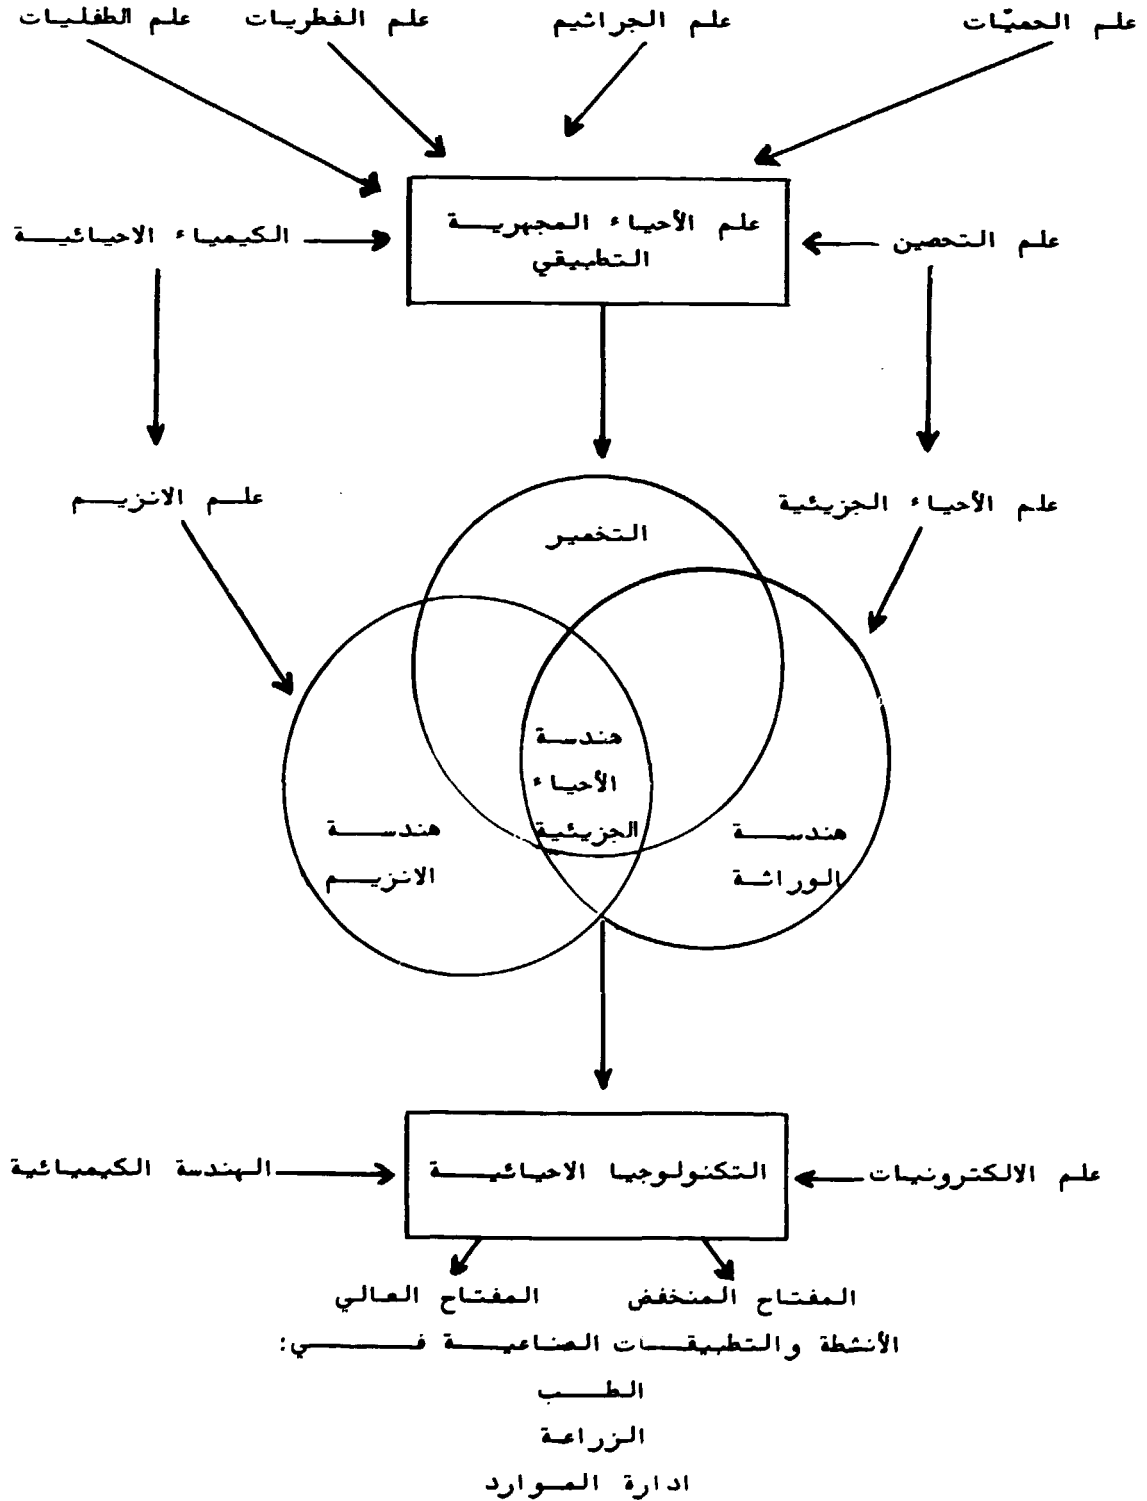 علم الحميّات
علم الجراثيم
علم الفطريات
علم الطفليات
علم الأحياء المجهرية
التطبيقي
علم التحصين
الكيمياء الاحيائية
علم الأحياء الجزيئية
علم الانزيم
التخمير
هندسة
الأحياء
الجزيئية
هندسة
الوراثة
هندسة
الانزيم
علم الالكترونيات
التكنولوجيا الاحيائية
الهندسة الكيميائية
المفتاح المنخفض
المفتاح العالي
الأنشطة والتطبيقات الصناعية في:
الطب
الزراعة
ادارة الموارد